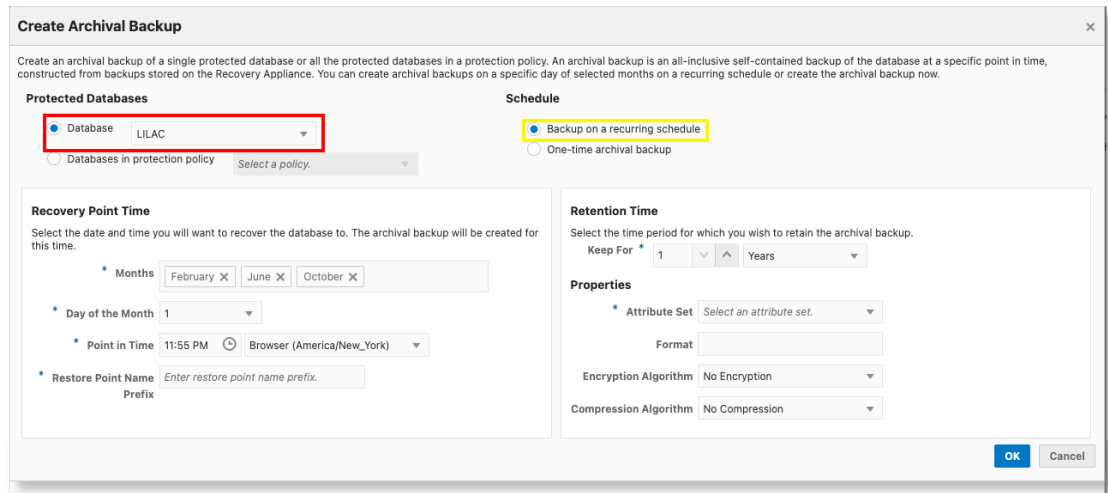 Create Archival Backup
×
Create an archival backup of a single protected database or all the protected databases in a protection policy. An archival backup is an all-inclusive self-contained backup of the database at a specific point in time,
constructed from backups stored on the Recovery Appliance. You can create archival backups on a specific day of selected months on a recurring schedule or create the archival backup now.
Protected Databases
Database LILAC
Databases in protection policy Select a policy.
Schedule
Backup on a recurring schedule
One-time archival backup
Recovery Point Time
Select the date and time you will want to recover the database to. The archival backup will be created for
this time.
* Months February X June X October X
* Day of the Month 1
* Point in Time 11:55 PM Browser (America/New_York)
* Restore Point Name Enter restore point name prefix.
Prefix
Retention Time
Select the time period for which you wish to retain the archival backup.
Keep For * 1 Years
Properties
* Attribute Set Select an attribute set.
Format
Encryption Algorithm No Encryption
Compression Algorithm No Compression
OK Cancel